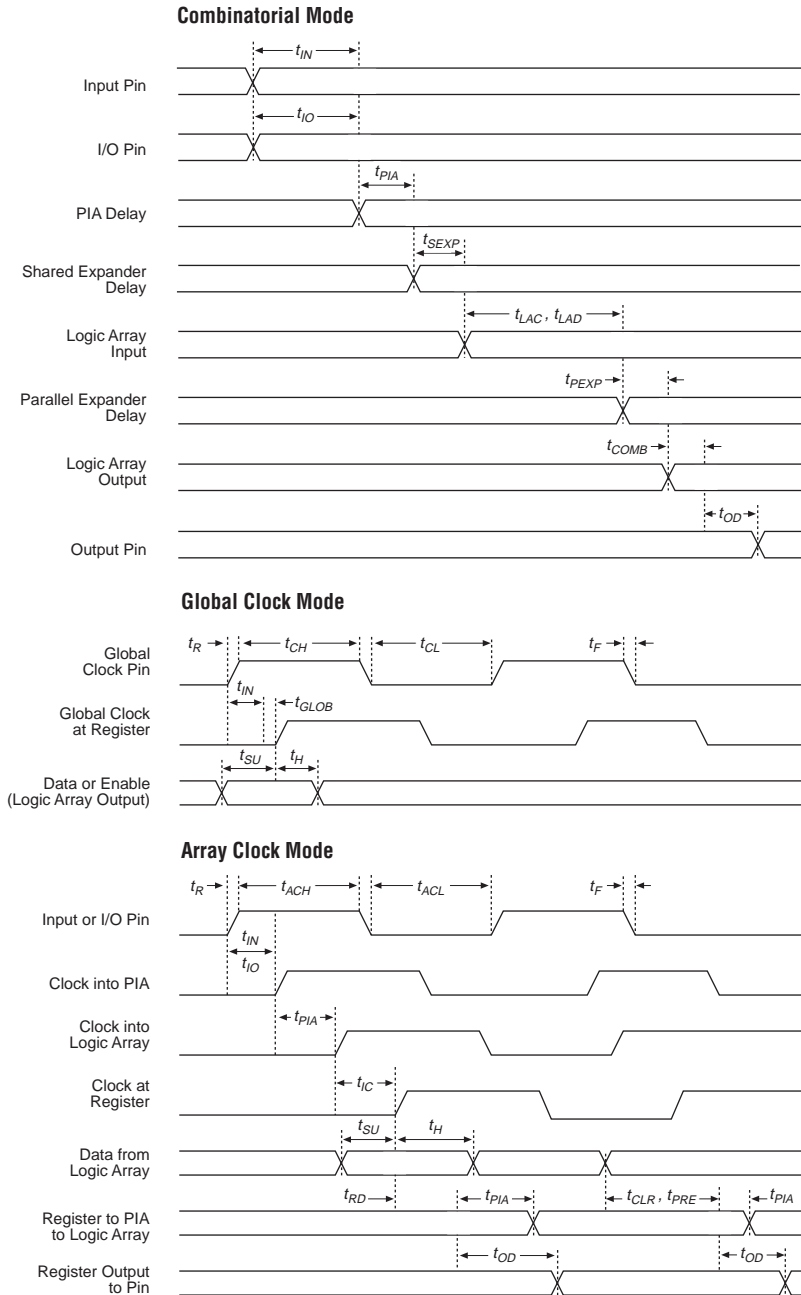 Combinatorial Mode
tIN
Input Pin
tIO
I/O Pin
tPIA
PIA Delay
tSEXP
Shared Expander
Delay
tLAC , tLAD
Logic Array
Input
tPEXP
Parallel Expander
Delay
tCOMB
Logic Array
Output
tOD
Output Pin
Global Clock Mode
tR tCH tCL tF
Global
Clock Pin
tIN tGLOB
Global Clock
at Register
tSU tH
Data or Enable
(Logic Array Output)
Array Clock Mode
tR tACH tACL tF
Input or I/O Pin
tIN
tIO
Clock into PIA
tPIA
Clock into
Logic Array
tIC
Clock at
Register
tSU tH
Data from
Logic Array
tRD tPIA tCLR , tPRE tPIA
Register to PIA
to Logic Array
tOD tOD
Register Output
to Pin